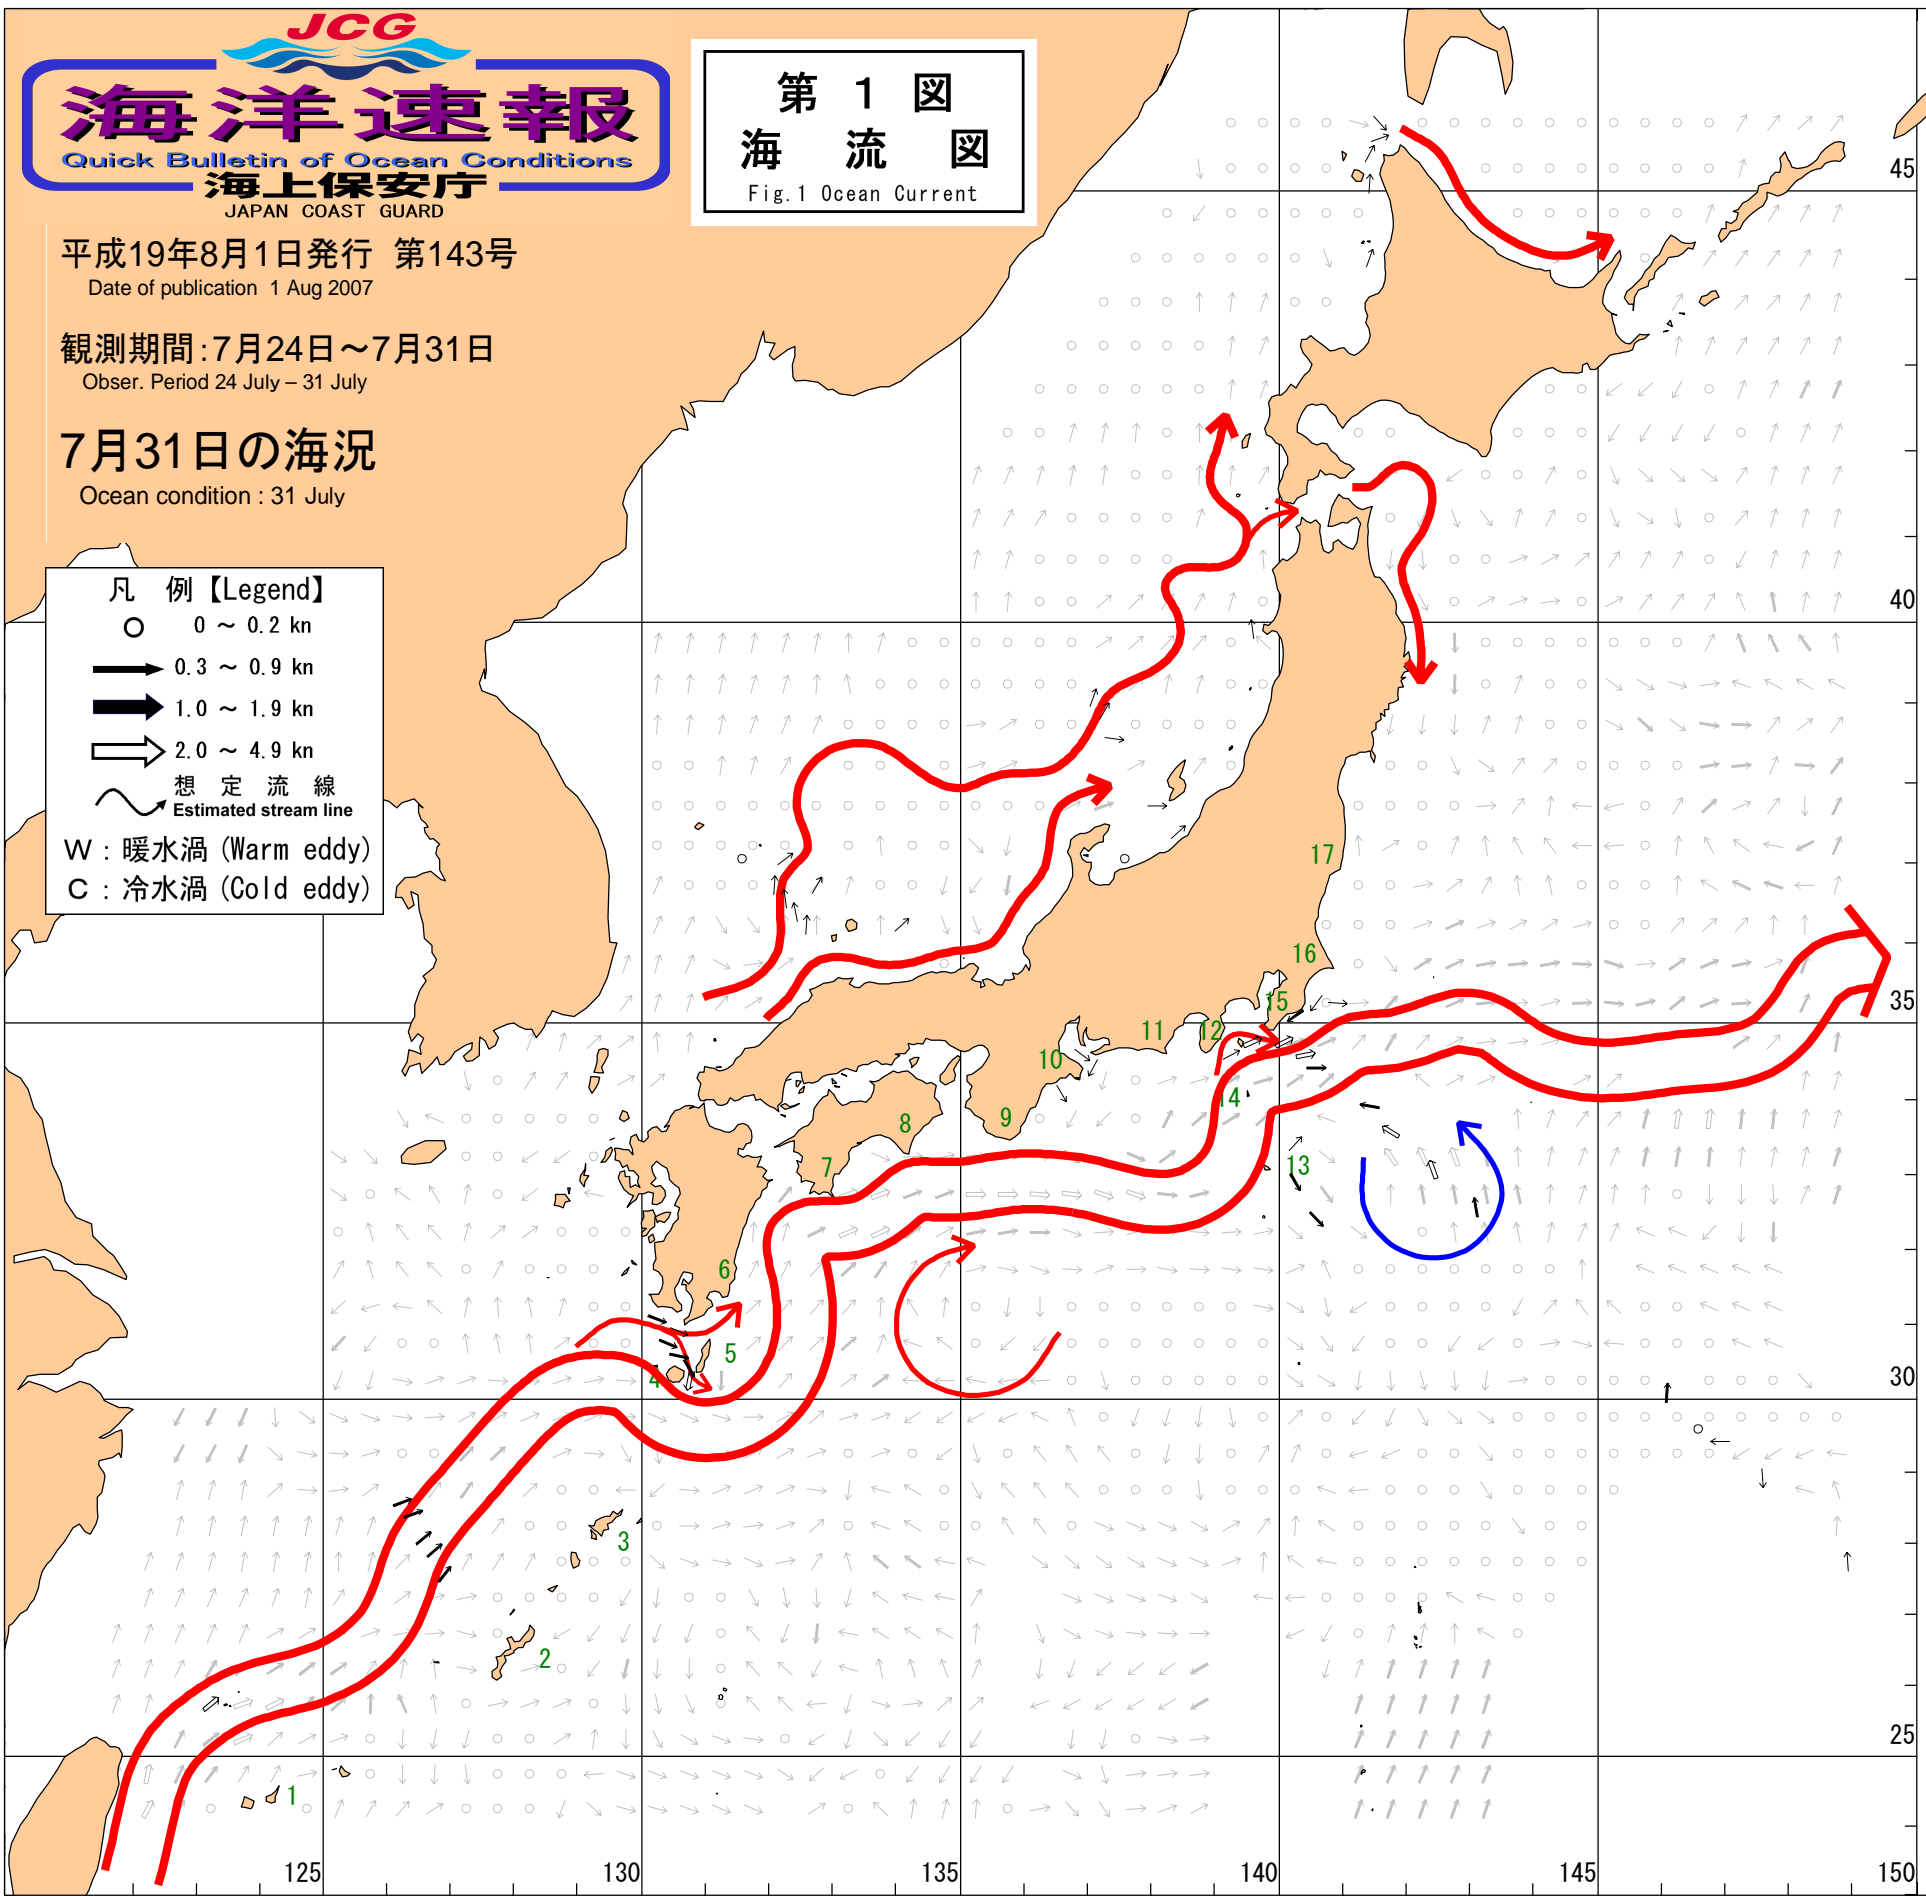 JCG
海洋速報
Quick Bulletin of Ocean Conditions
海上保安庁
JAPAN COAST GUARD
第 1 図
海 流 図
Fig.1 Ocean Current
平成19年8月1日発行 第143号
Date of publication 1 Aug 2007
観測期間:7月24日～7月31日
Obser. Period 24 July – 31 July
7月31日の海況
Ocean condition : 31 July
凡 例【Legend】
0 ～ 0.2 kn
0.3 ～ 0.9 kn
1.0 ～ 1.9 kn
2.0 ～ 4.9 kn
想 定 流 線
Estimated stream line
W : 暖水渦 (Warm eddy)
C : 冷水渦 (Cold eddy)
45
40
35
30
25
17
16
15
14
13
12
11
10
9
8
7
6
5
4
3
2
1
125
130
135
140
145
150